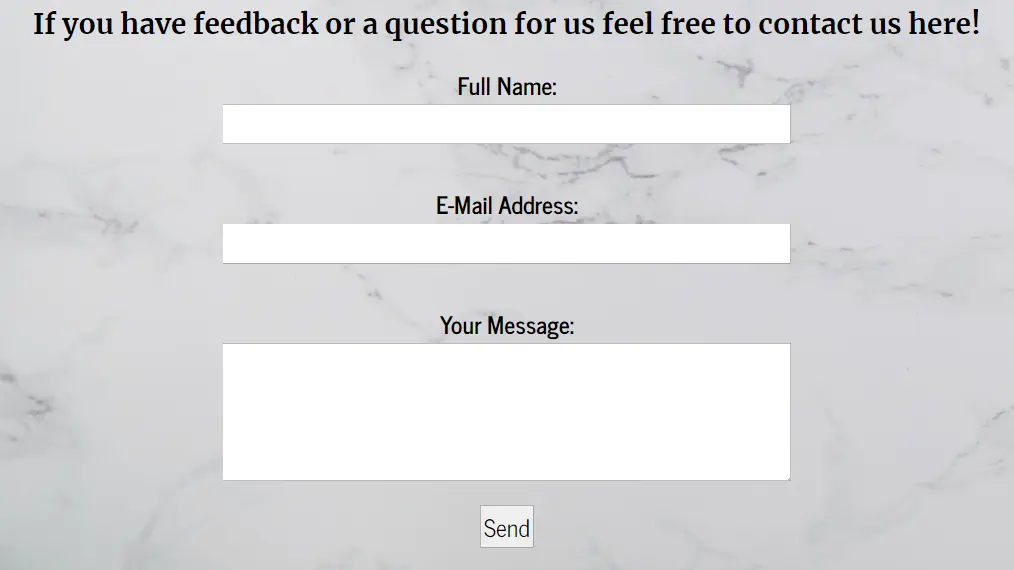 If you have feedback or a question for us feel free to contact us here!
Full Name:
E-Mail Address:
Your Message:
Send